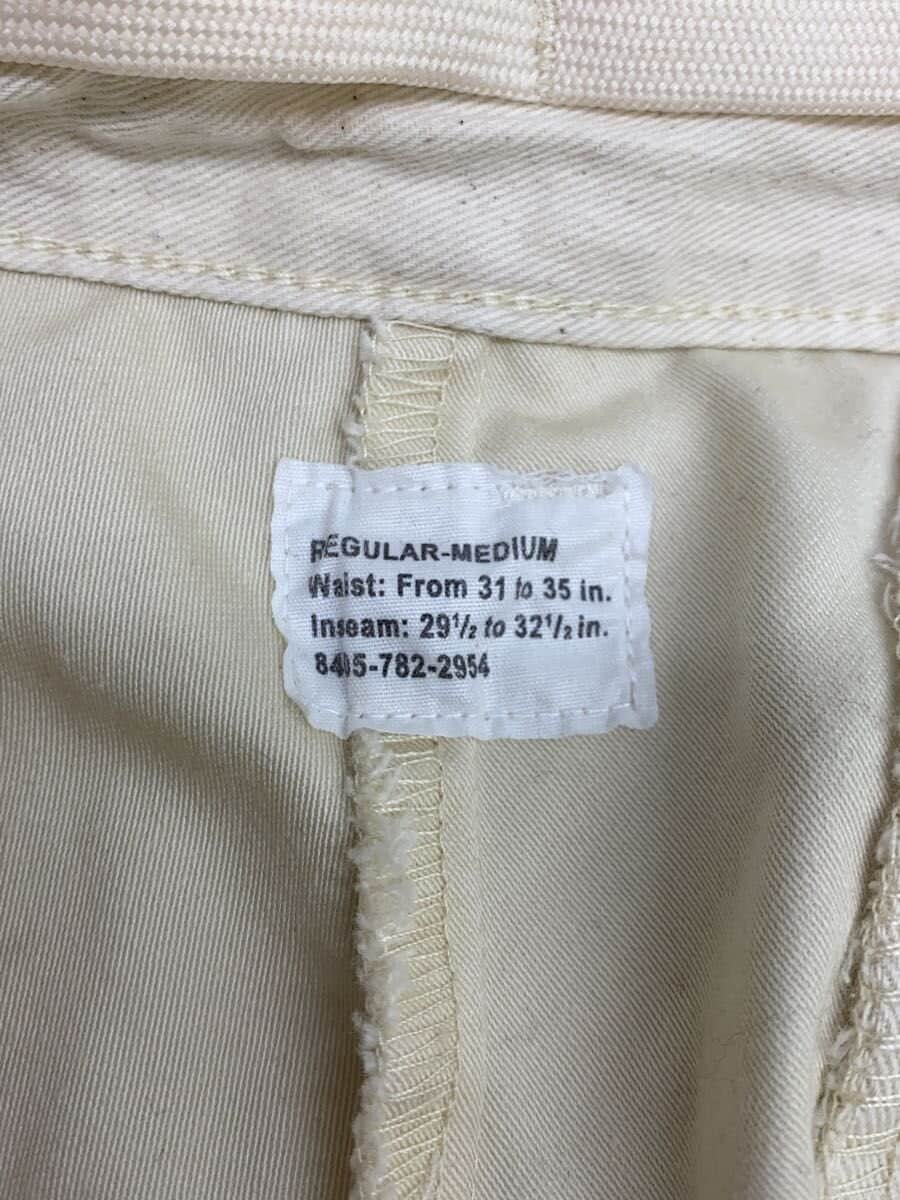 REGULAR-MEDIUM
Waist: From 31 to 35 in.
Inseam: 29½ to 32½ in.
8405-782-2954